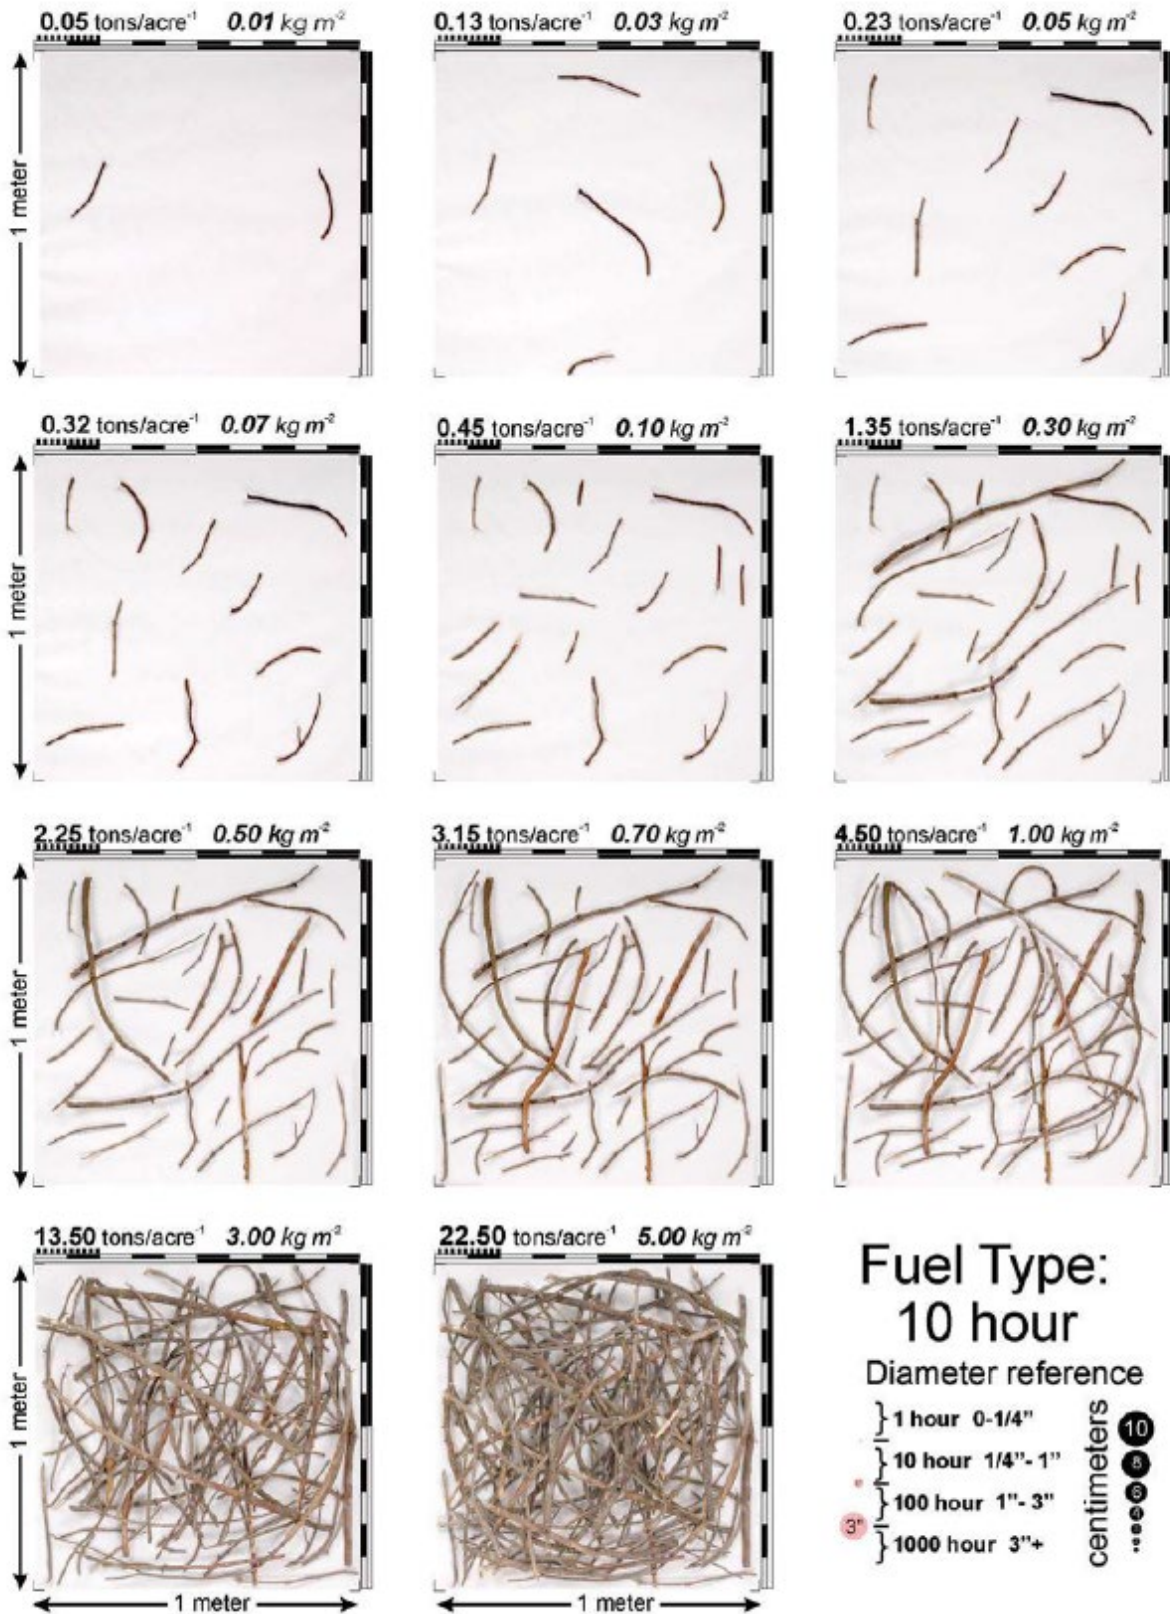 0.05 tons/acre⁻¹ 0.01 kg m⁻²
0.13 tons/acre⁻¹ 0.03 kg m⁻²
0.23 tons/acre⁻¹ 0.05 kg m⁻²
1 meter
0.32 tons/acre⁻¹ 0.07 kg m⁻²
0.45 tons/acre⁻¹ 0.10 kg m⁻²
1.35 tons/acre⁻¹ 0.30 kg m⁻²
1 meter
2.25 tons/acre⁻¹ 0.50 kg m⁻²
3.15 tons/acre⁻¹ 0.70 kg m⁻²
4.50 tons/acre⁻¹ 1.00 kg m⁻²
1 meter
13.50 tons/acre⁻¹ 3.00 kg m⁻²
22.50 tons/acre⁻¹ 5.00 kg m⁻²
1 meter
1 meter
1 meter
Fuel Type:
10 hour
Diameter reference
1 hour 0-1/4"
10 hour 1/4"- 1"
100 hour 1"- 3"
1000 hour 3"+
3"
centimeters
10
8
6
4